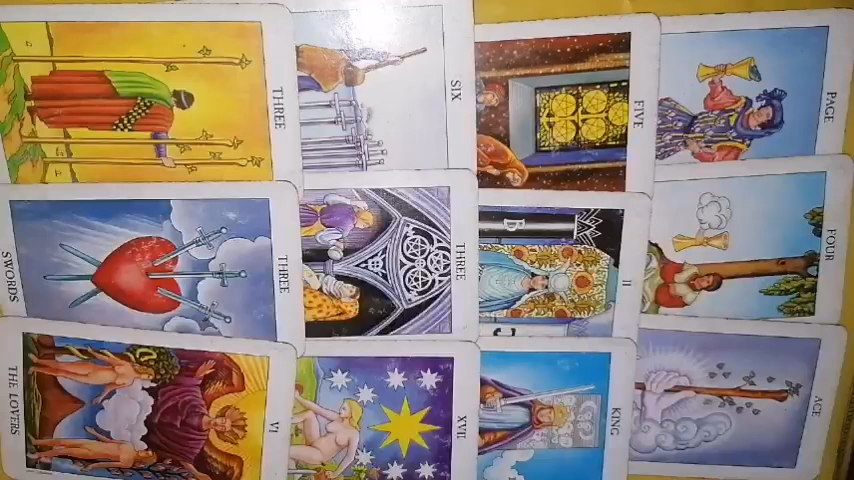 THREE
SIX
FIVE
PAGE
SWORDS
THREE
THREE
B
II
FOUR
THE LOVERS
VI
XVII
KING
ACE